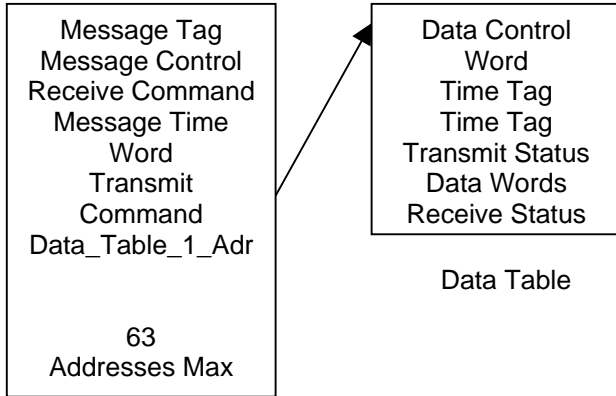 Message Tag
Message Control
Receive Command
Message Time
Word
Transmit
Command
Data_Table_1_Adr
63
Addresses Max
Data Control
Word
Time Tag
Time Tag
Transmit Status
Data Words
Receive Status
Data Table